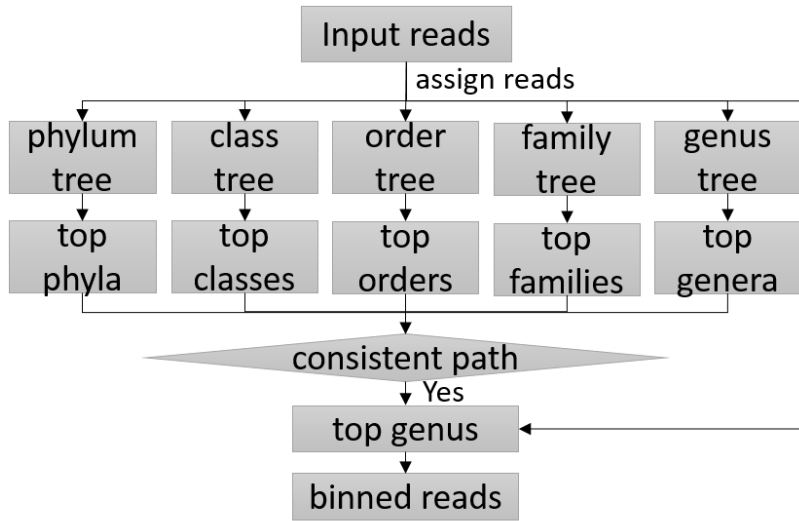 Input reads
assign reads
phylum
tree
class
tree
order
tree
family
tree
genus
tree
top
phyla
top
classes
top
orders
top
families
top
genera
consistent path
Yes
top genus
binned reads